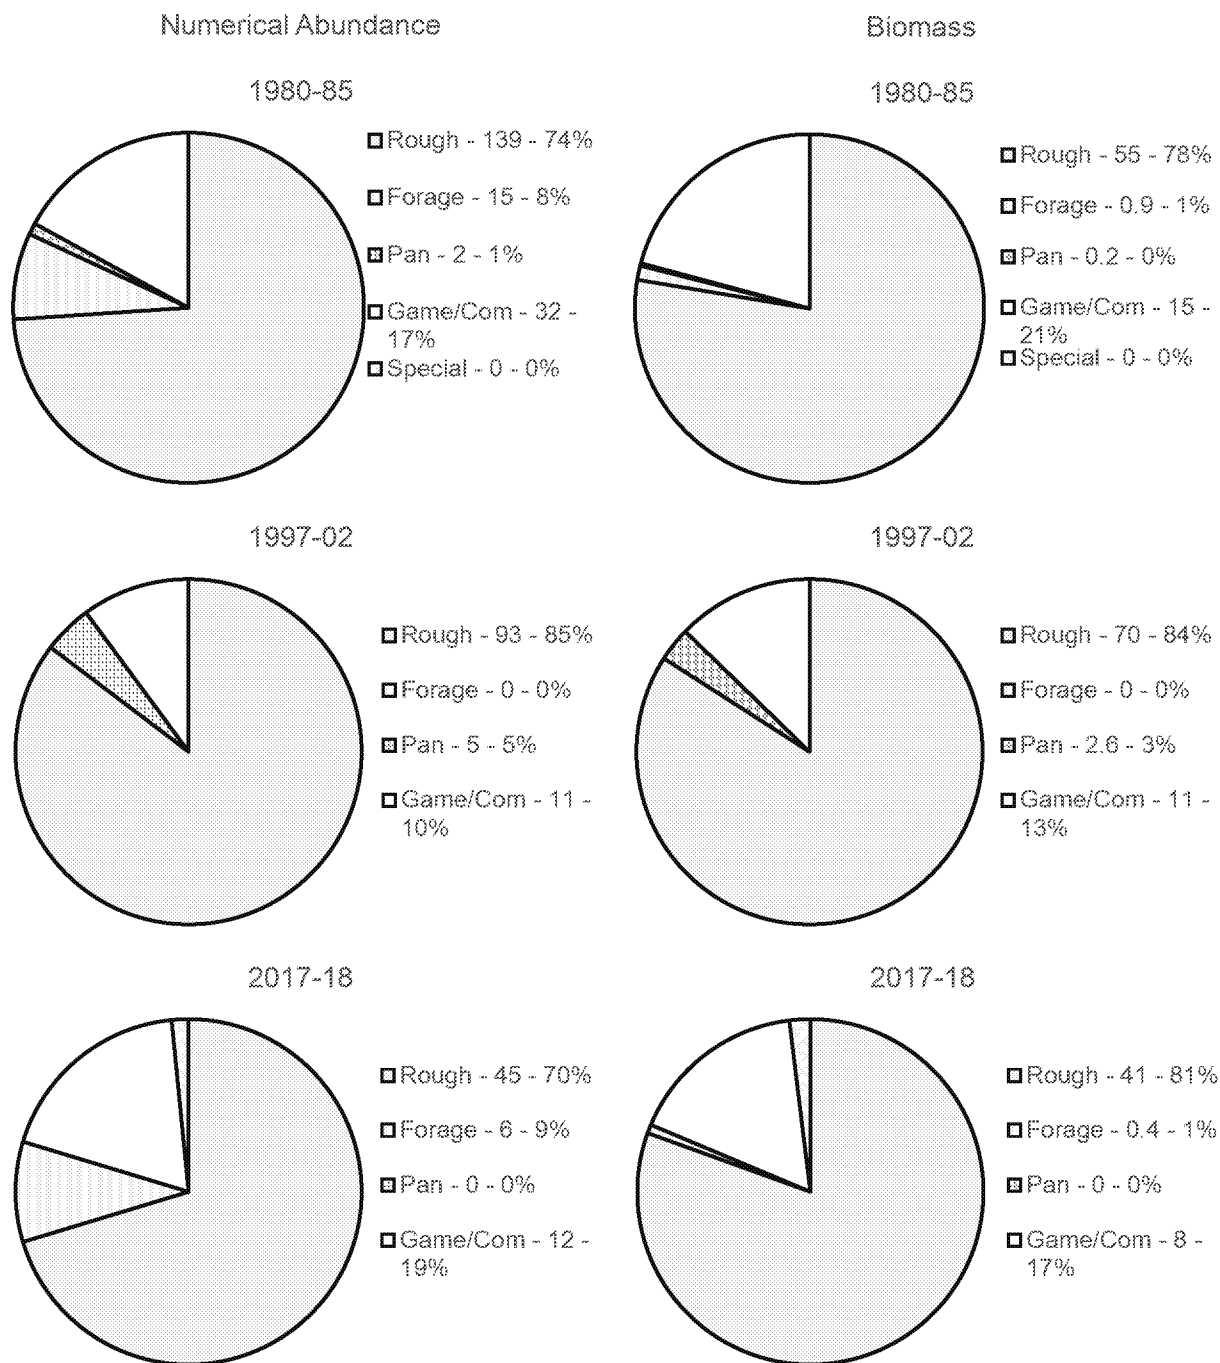 Numerical Abundance
Biomass
1980-85
Rough - 139 - 74%
Forage - 15 - 8%
Pan - 2 - 1%
Game/Com - 32 -
17%
Special - 0 - 0%
1980-85
Rough - 55 - 78%
Forage - 0.9 - 1%
Pan - 0.2 - 0%
Game/Com - 15 -
21%
Special - 0 - 0%
1997-02
Rough - 93 - 85%
Forage - 0 - 0%
Pan - 5 - 5%
Game/Com - 11 -
10%
1997-02
Rough - 70 - 84%
Forage - 0 - 0%
Pan - 2.6 - 3%
Game/Com - 11 -
13%
2017-18
Rough - 45 - 70%
Forage - 6 - 9%
Pan - 0 - 0%
Game/Com - 12 -
19%
2017-18
Rough - 41 - 81%
Forage - 0.4 - 1%
Pan - 0 - 0%
Game/Com - 8 -
17%